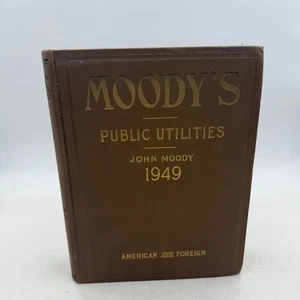 MOODY'S
PUBLIC UTILITIES
JOHN MOODY
1949
AMERICAN AND FOREIGN